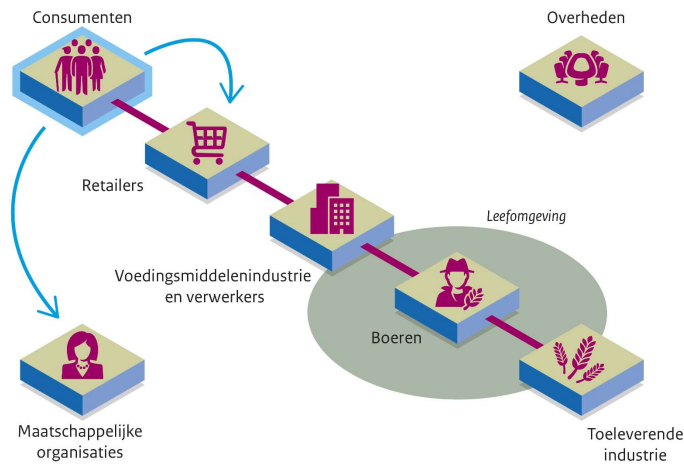 Consumenten
Overheden
Retailers
Leefomgeving
Voedingsmiddelenindustrie
en verwerkers
Boeren
Maatschappelijke
organisaties
Toeleverende
industrie